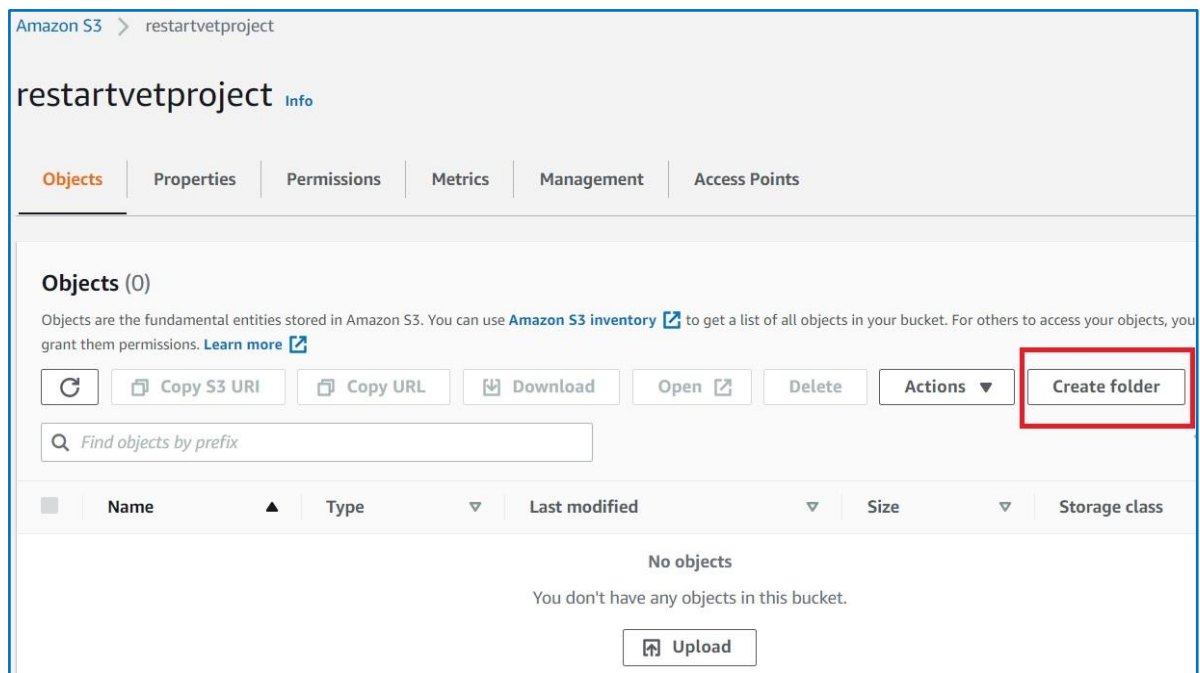 Amazon S3 > restartvetproject
restartvetproject Info
Objects Properties Permissions Metrics Management Access Points
Objects (0)
Objects are the fundamental entities stored in Amazon S3. You can use Amazon S3 inventory to get a list of all objects in your bucket. For others to access your objects, you
grant them permissions. Learn more
Copy S3 URI Copy URL Download Open Delete Actions Create folder
Find objects by prefix
Name Type Last modified Size Storage class
No objects
You don't have any objects in this bucket.
Upload